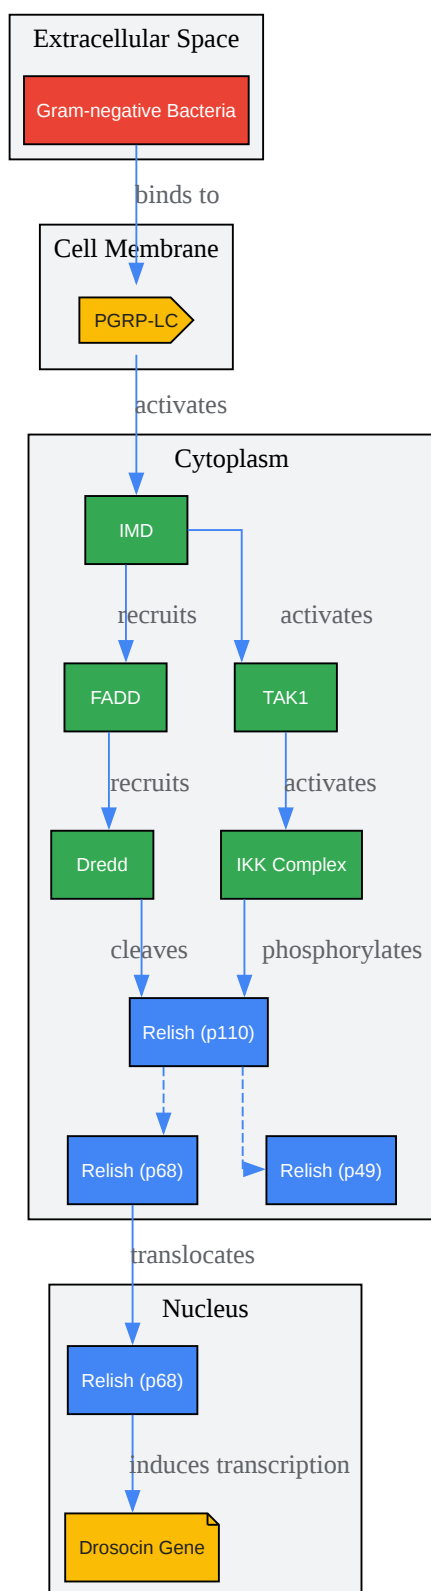 Extracellular Space
Gram-negative Bacteria
binds to
Cell Membrane
PGRP-LC
activates
Cytoplasm
IMD
recruits
activates
FADD
TAK1
recruits
activates
Dredd
IKK Complex
cleaves
phosphorylates
Relish (p110)
Relish (p68)
Relish (p49)
translocates
Nucleus
Relish (p68)
induces transcription
Drosocin Gene